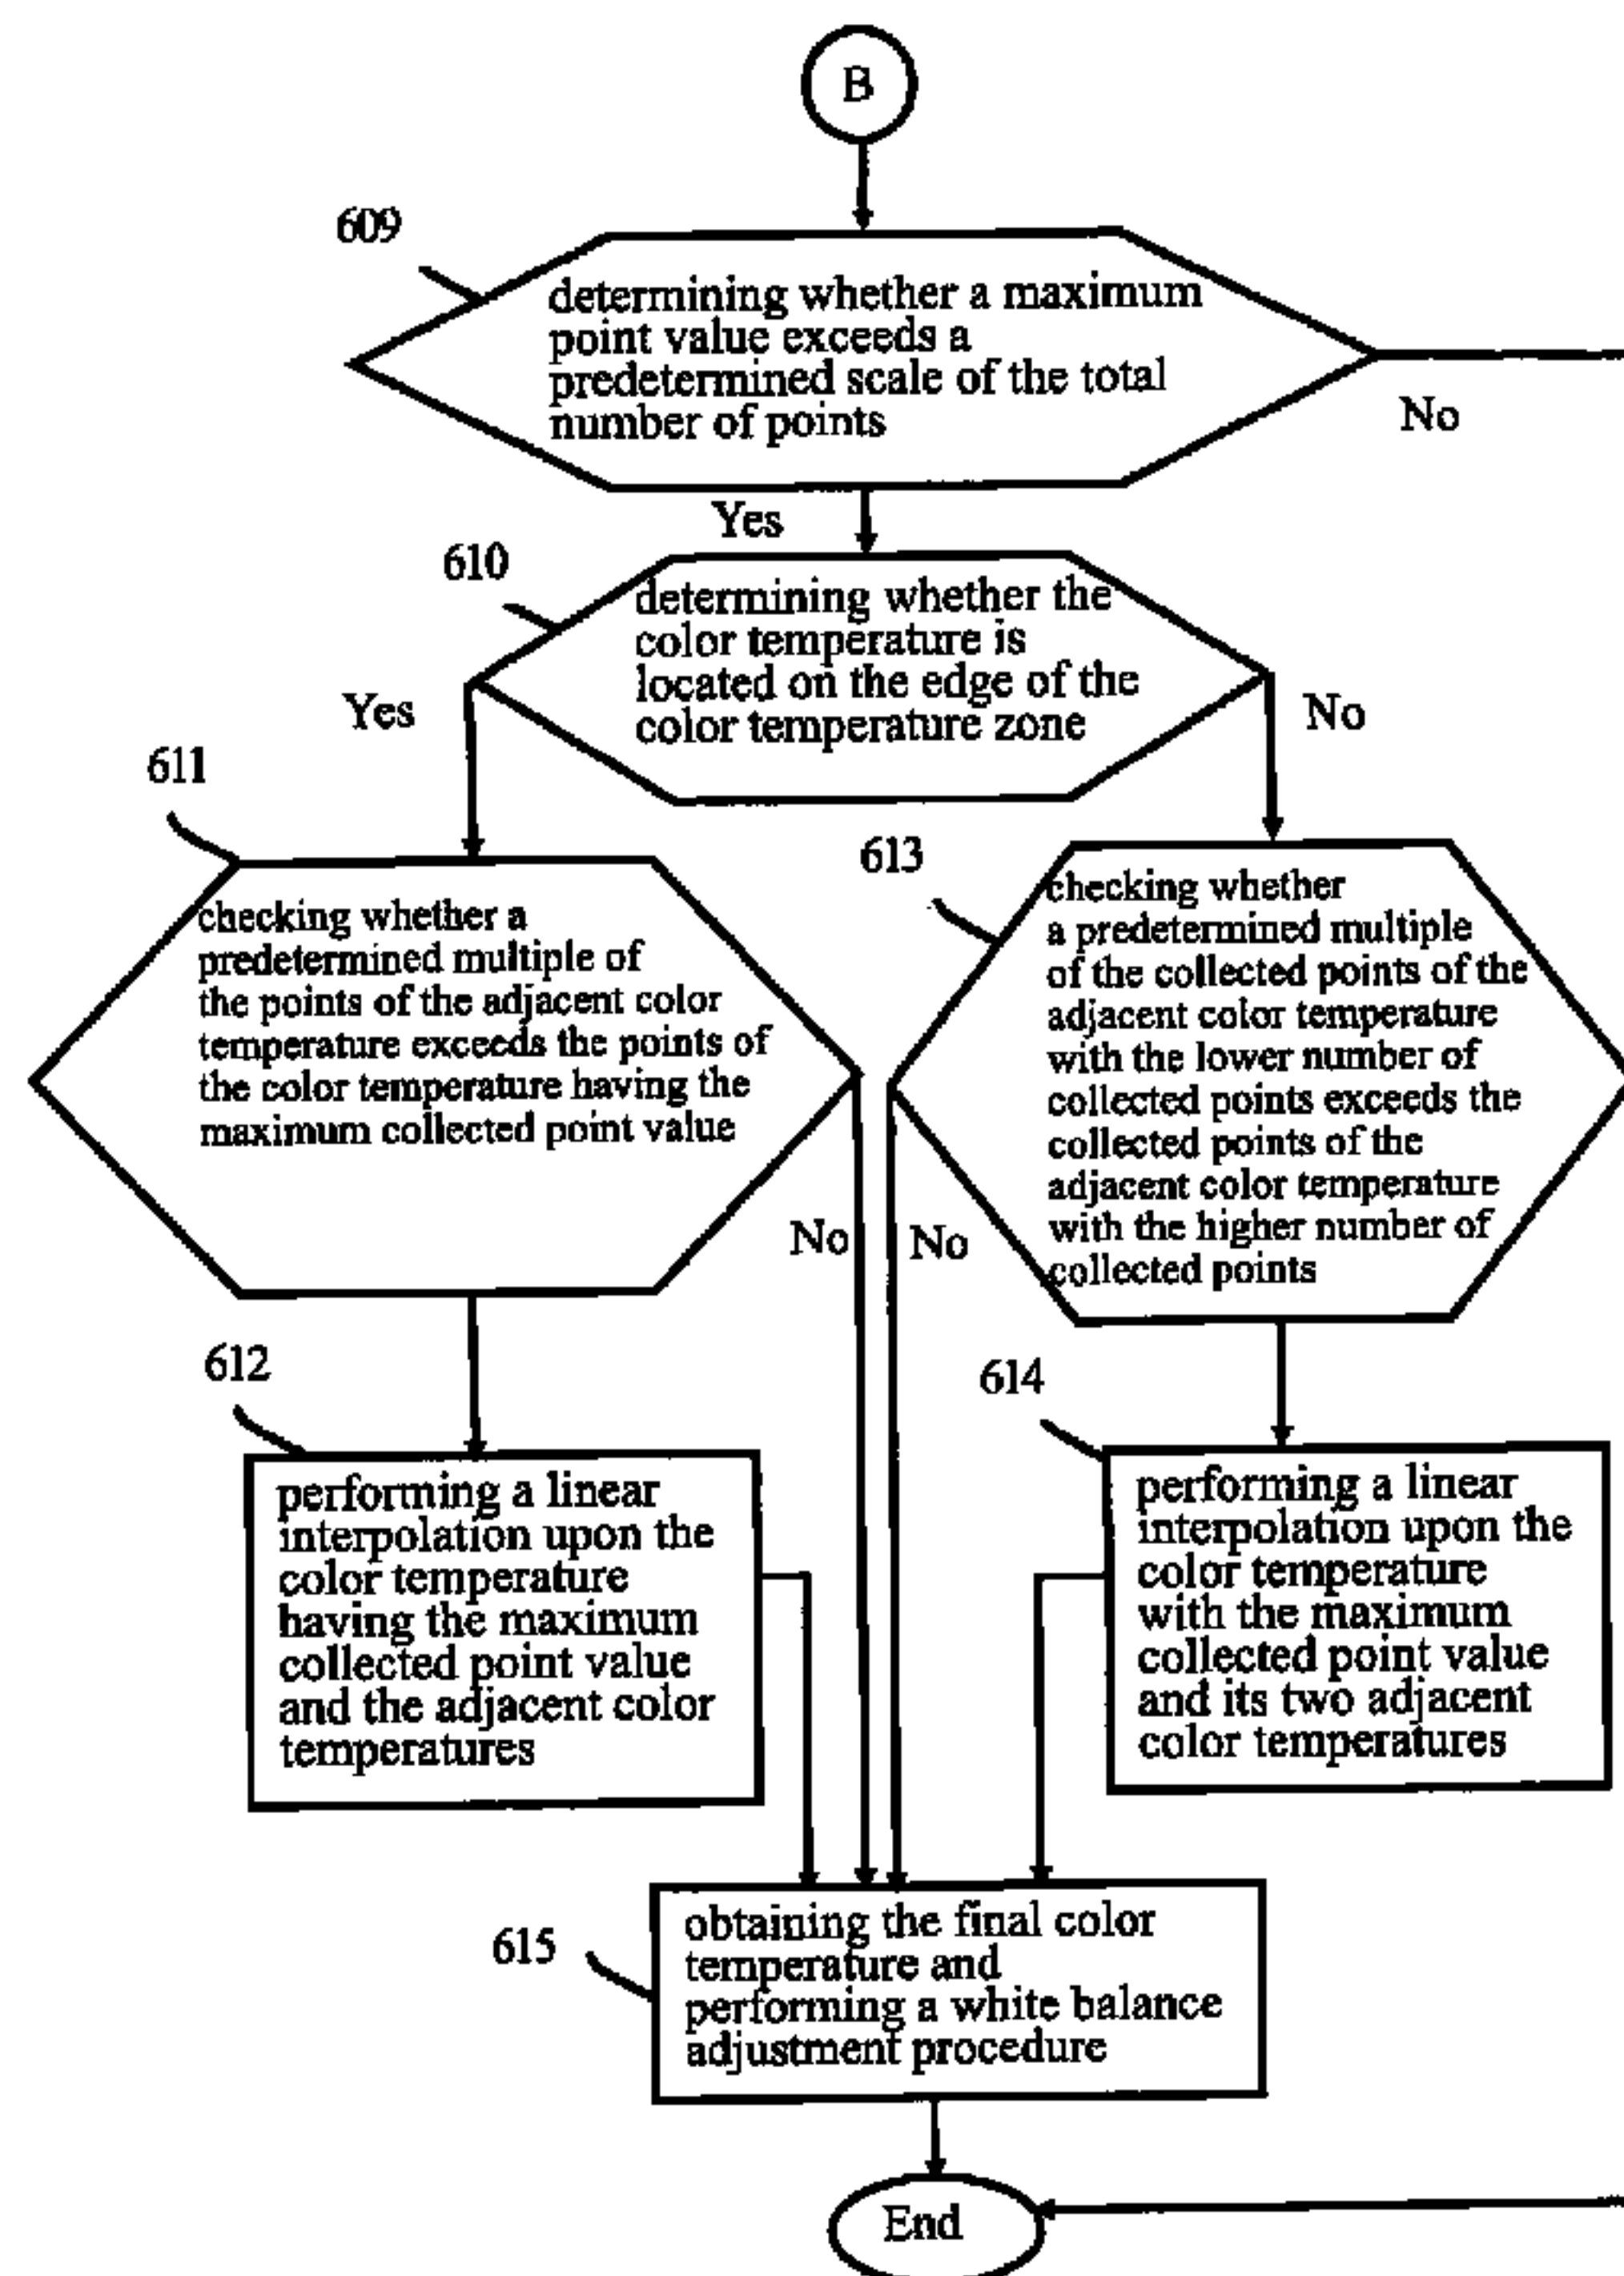 B
609
determining whether a maximum
point value exceeds a
predetermined scale of the total
number of points
No
Yes
610
determining whether the
color temperature is
located on the edge of the
color temperature zone
Yes
No
611
checking whether a
predetermined multiple of
the points of the adjacent color
temperature exceeds the points of
the color temperature having the
maximum collected point value
613
checking whether
a predetermined multiple
of the collected points of the
adjacent color temperature
with the lower number of
collected points exceeds the
collected points of the
adjacent color temperature
with the higher number of
collected points
No
No
612
performing a linear
interpolation upon the
color temperature
having the maximum
collected point value
and the adjacent color
temperatures
614
performing a linear
interpolation upon the
color temperature
with the maximum
collected point value
and its two adjacent
color temperatures
615
obtaining the final color
temperature and
performing a white balance
adjustment procedure
End